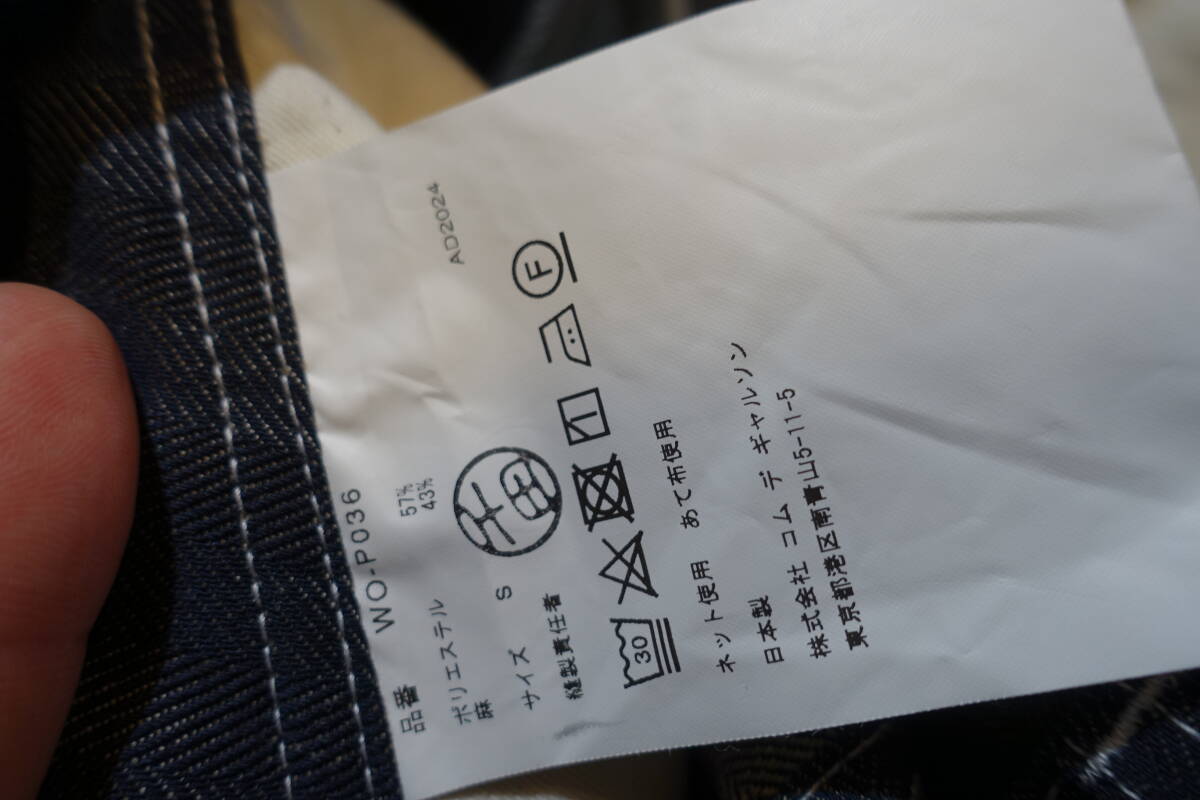 品番 WO-P036
ポリエステル 57%
麻 43%
AD2024
サイズ S
縫製責任者 千田
30
F
ネット使用 あて布使用
日本製
株式会社 コム デ ギャルソン
東京都港区南青山5-11-5